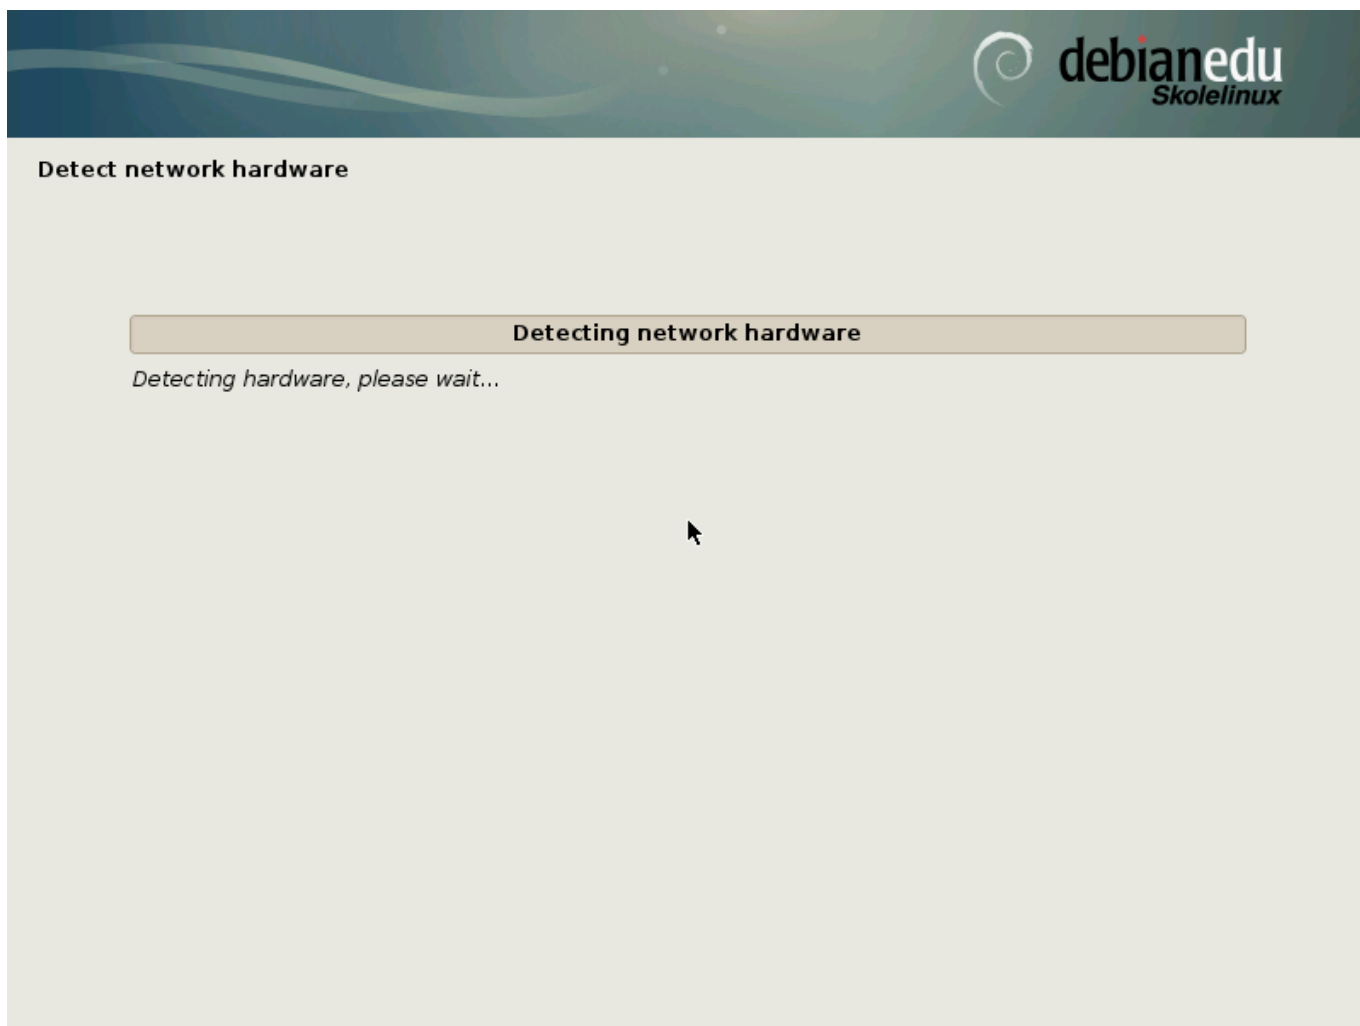 debianedu
Skolelinux
Detect network hardware
Detecting network hardware
Detecting hardware, please wait...